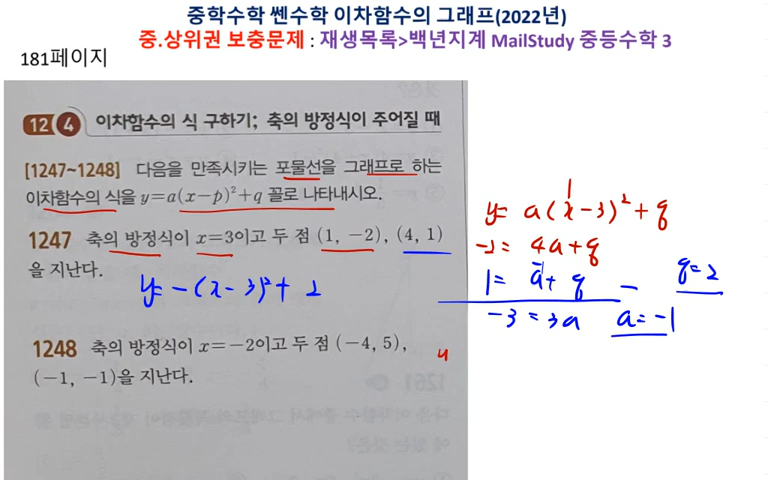 중학수학 쎈수학 이차함수의 그래프(2022년)
중.상위권 보충문제 : 재생목록>백년지계 MailStudy 중등수학 3
181페이지
12 4 이차함수의 식 구하기; 축의 방정식이 주어질 때
[1247~1248] 다음을 만족시키는 포물선을 그래프로 하는
이차함수의 식을 y=a(x-p)²+q 꼴로 나타내시오.
1247 축의 방정식이 x=3이고 두 점 (1, -2), (4, 1)
을 지난다.
y=-(x-3)²+2
1248 축의 방정식이 x=-2이고 두 점 (-4, 5),
(-1, -1)을 지난다.
y= a(x-3)²+q
-2= 4a+q
1= a+ q
-3=3a
a=-1
q=2